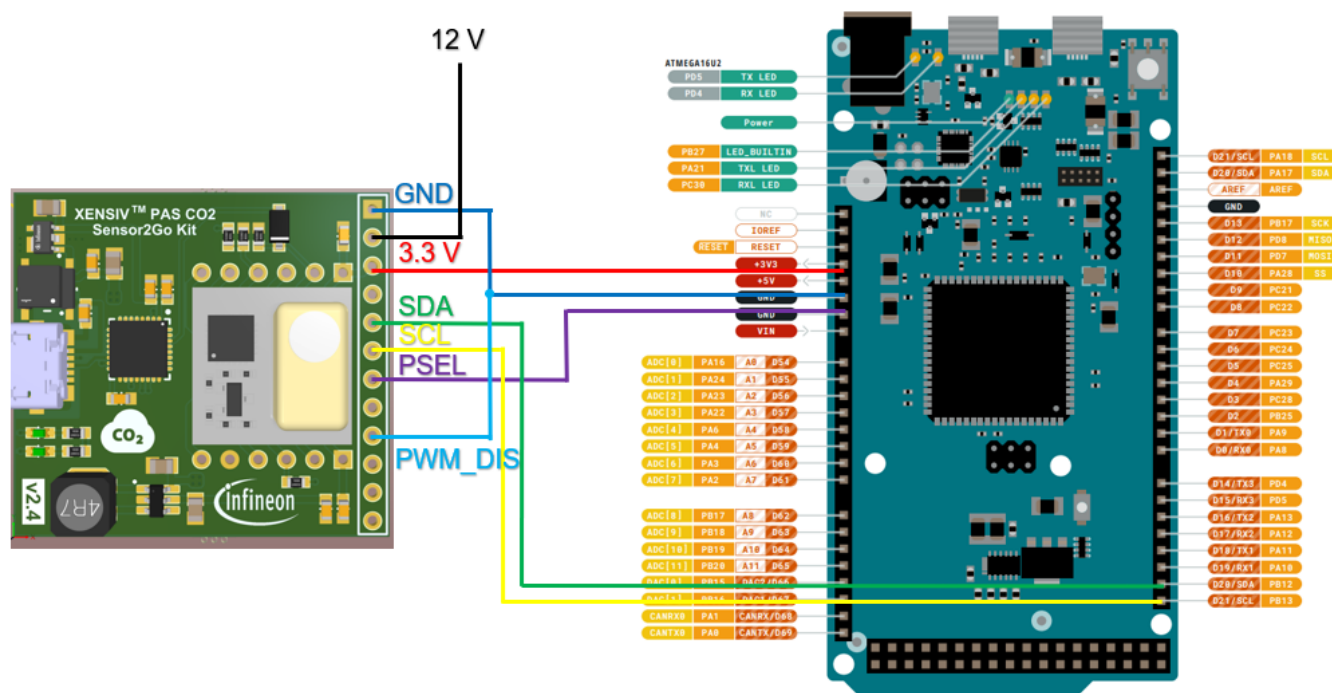 12 V
GND
3.3 V
SDA
SCL
PSEL
PWM_DIS
XENSIV™ PAS CO2
Sensor2Go Kit
CO₂
V2.4
4R7
infineon
ATMEGA16U2
PD5 TX LED
PD4 RX LED
Power
PB27 LED_BUILTIN
PA21 TXL LED
PC30 RXL LED
NC
IOREF
RESET RESET
+3V3
+5V
GND
GND
VIN
ADC[0] PA16 A0 D54
ADC[1] PA24 A1 D55
ADC[2] PA23 A2 D56
ADC[3] PA22 A3 D57
ADC[4] PA6 A4 D58
ADC[5] PA4 A5 D59
ADC[6] PA3 A6 D60
ADC[7] PA2 A7 D61
ADC[8] PB17 A8 D62
ADC[9] PB18 A9 D63
ADC[10] PB19 A10 D64
ADC[11] PB20 A11 D65
DAC[0] PB15 D66
DAC[1] PB16 DAC1/D67
CANRX0 PA1 CANRX/D68
CANTX0 PA0 CANTX/D69
D21/SCL PA18 SCL
D20/SDA PA17 SDA
AREF AREF
GND
D13 PB17 SCK
D12 PD8 MISO
D11 PD7 MOSI
D10 PA28 SS
D9 PC21
D8 PC22
D7 PC23
D6 PC24
D5 PC25
D4 PA29
D3 PC28
D2 PB25
D1/TX0 PA9
D0/RX0 PA8
D14/TX3 PD4
D15/RX3 PD5
D16/TX2 PA13
D17/RX2 PA12
D18/TX1 PA11
D19/RX1 PA10
D20/SDA PB12
D21/SCL PB13